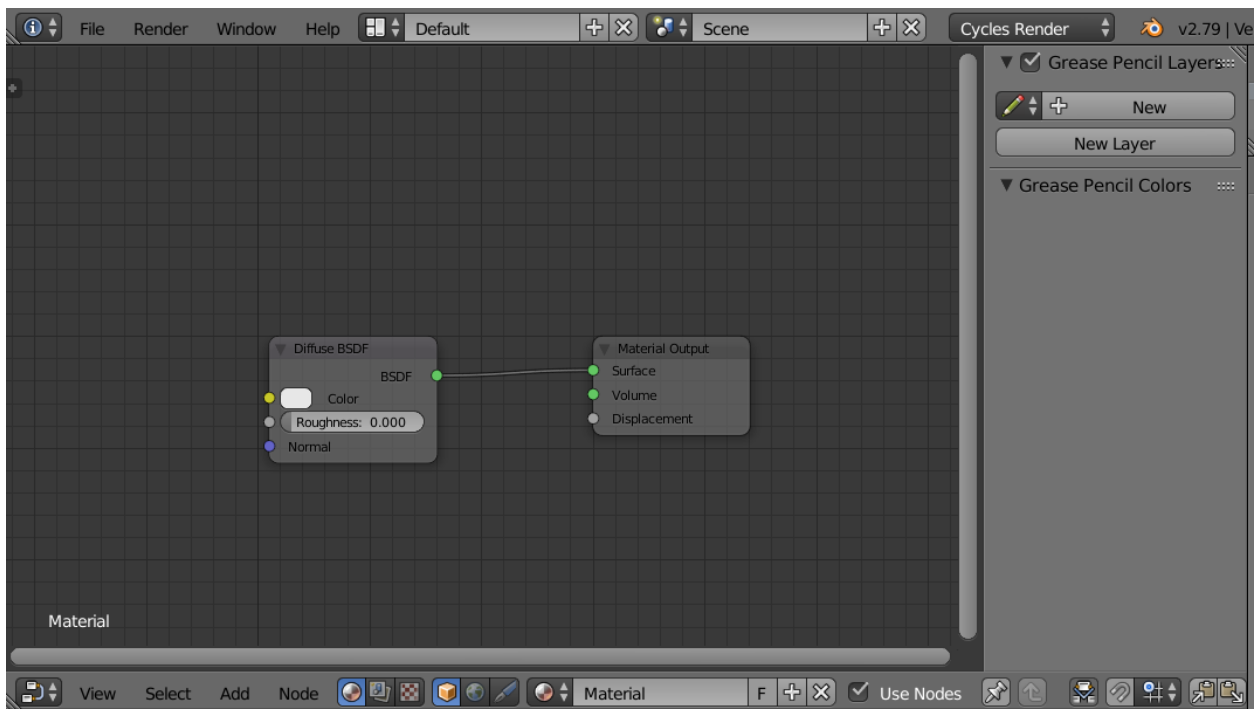 File Render Window Help Default Scene Cycles Render v2.79 | Ve
Grease Pencil Layers
New
New Layer
Grease Pencil Colors
Diffuse BSDF
BSDF
Color
Roughness: 0.000
Normal
Material Output
Surface
Volume
Displacement
Material
View Select Add Node Material F Use Nodes